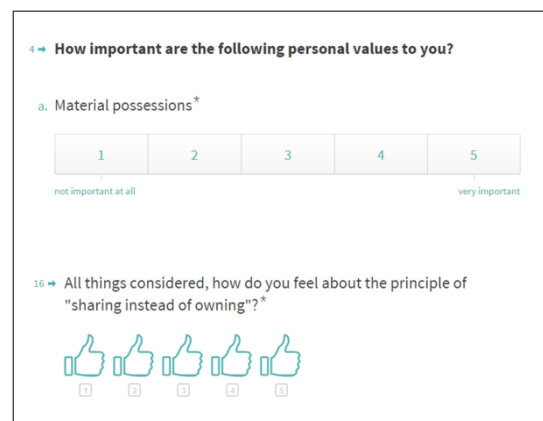 4 → How important are the following personal values to you?
a. Material possessions*
1 2 3 4 5
not important at all very important
16 → All things considered, how do you feel about the principle of
"sharing instead of owning"?*
1 2 3 4 5